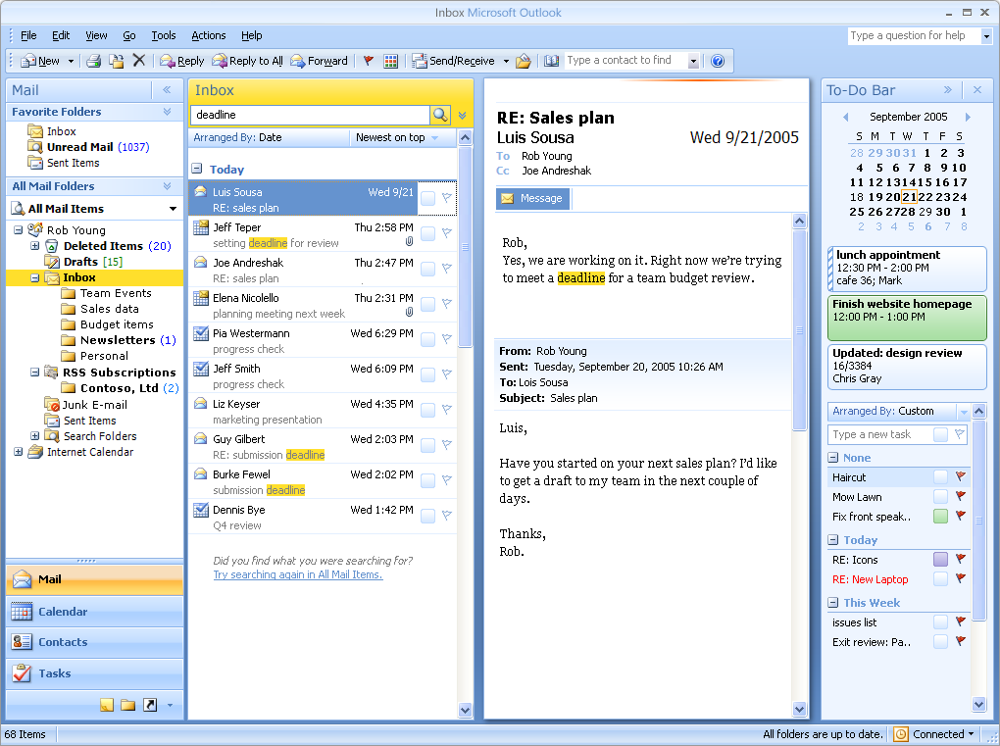 Inbox Microsoft Outlook
File Edit View Go Tools Actions Help
Type a question for help
New Reply Reply to All Forward Send/Receive Type a contact to find
Mail «
Favorite Folders
Inbox
Unread Mail (1037)
Sent Items
All Mail Folders
All Mail Items
Rob Young
Deleted Items (20)
Drafts [15]
Inbox
Team Events
Sales data
Budget items
Newsletters (1)
Personal
RSS Subscriptions
Contoso, Ltd (2)
Junk E-mail
Sent Items
Search Folders
Internet Calendar
Mail
Calendar
Contacts
Tasks
Inbox
deadline
Arranged By: Date Newest on top
Today
Luis Sousa Wed 9/21
RE: sales plan
Jeff Teper Thu 2:58 PM
setting deadline for review
Joe Andreshak Thu 2:47 PM
RE: sales plan
Elena Nicolello Thu 2:31 PM
planning meeting next week
Pia Westermann Wed 6:29 PM
progress check
Jeff Smith Wed 6:09 PM
progress check
Liz Keyser Wed 4:35 PM
marketing presentation
Guy Gilbert Wed 2:03 PM
RE: submission deadline
Burke Fewel Wed 2:02 PM
submission deadline
Dennis Bye Wed 1:42 PM
Q4 review
Did you find what you were searching for?
Try searching again in All Mail Items.
RE: Sales plan
Luis Sousa Wed 9/21/2005
To Rob Young
Cc Joe Andreshak
Message
Rob,
Yes, we are working on it. Right now we're trying
to meet a deadline for a team budget review.
From: Rob Young
Sent: Tuesday, September 20, 2005 10:26 AM
To: Lois Sousa
Subject: Sales plan
Luis,
Have you started on your next sales plan? I'd like
to get a draft to my team in the next couple of
days.
Thanks,
Rob.
To-Do Bar »
September 2005
S M T W T F S
28 29 30 31 1 2 3
4 5 6 7 8 9 10
11 12 13 14 15 16 17
18 19 20 21 22 23 24
25 26 27 28 29 30 1
2 3 4 5 6 7 8
lunch appointment
12:30 PM - 2:00 PM
cafe 36; Mark
Finish website homepage
12:00 PM - 1:00 PM
Updated: design review
16/3384
Chris Gray
Arranged By: Custom
Type a new task
None
Haircut
Mow Lawn
Fix front speak..
Today
RE: Icons
RE: New Laptop
This Week
issues list
Exit review: Pa..
68 Items
All folders are up to date. Connected